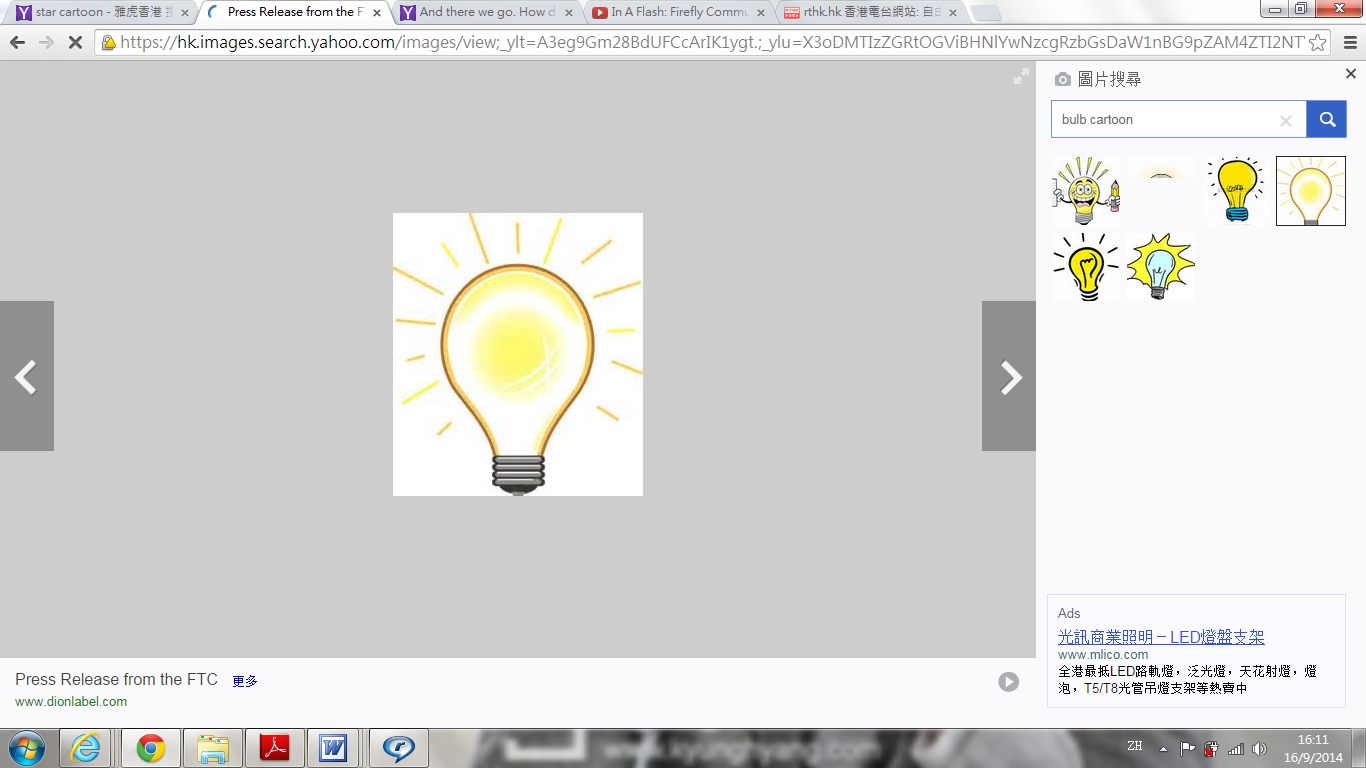 star cartoon - 雅虎香港 搜
Press Release from the F
And there we go. How d
In A Flash: Firefly Commu
rthk.hk 香港電台網站: 自由
https://hk.images.search.yahoo.com/images/view;_ylt=A3eg9Gm28BdUFCcArIK1ygt.;_ylu=X3oDMTIzZGRtOGViBHNlYwNzcgRzbGsDaW1nBG9pZAM4ZTI2NT
圖片搜尋
bulb cartoon
Ads
光訊商業照明－LED燈盤支架
www.mlico.com
全港最抵LED路軌燈，泛光燈，天花射燈，燈
泡，T5/T8光管吊燈支架等熱賣中
Press Release from the FTC 更多
www.dionlabel.com
ZH
16:11
16/9/2014